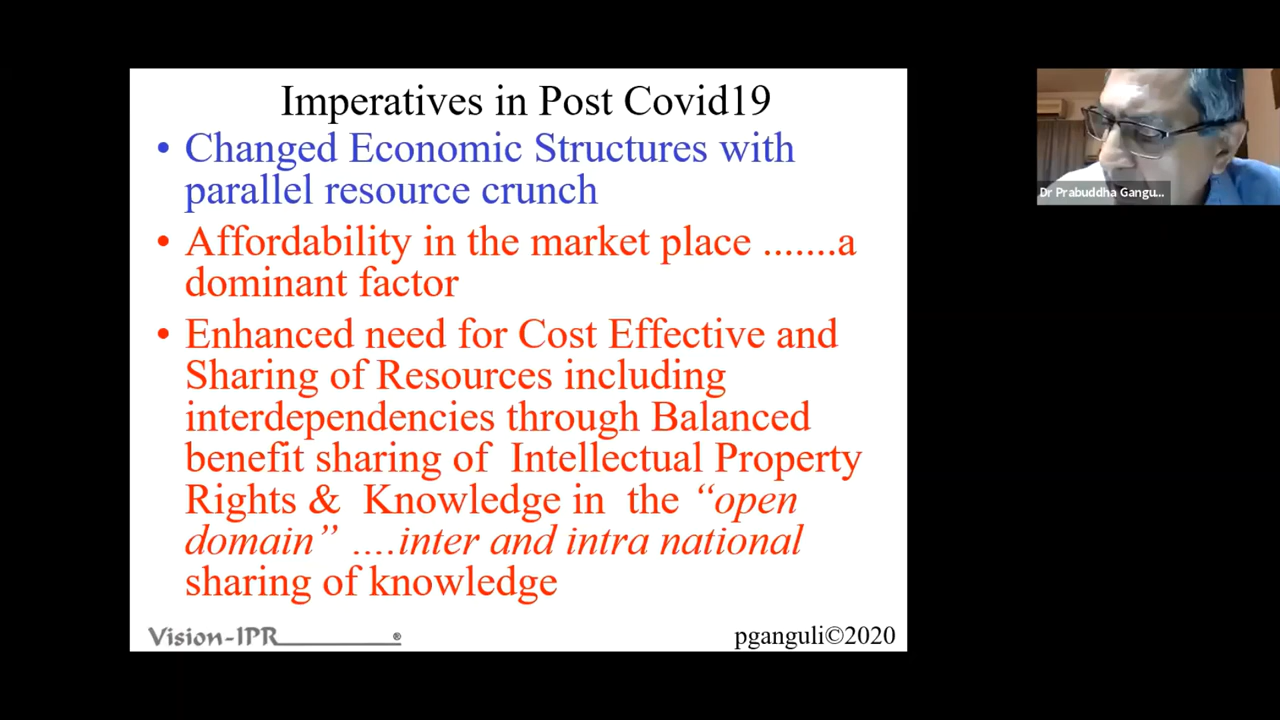 Imperatives in Post Covid19
• Changed Economic Structures with
parallel resource crunch
• Affordability in the market place .......a
dominant factor
• Enhanced need for Cost Effective and
Sharing of Resources including
interdependencies through Balanced
benefit sharing of Intellectual Property
Rights & Knowledge in the “open
domain” ....inter and intra national
sharing of knowledge
Vision-IPR ®
pganguli©2020
Dr Prabuddha Gangu...